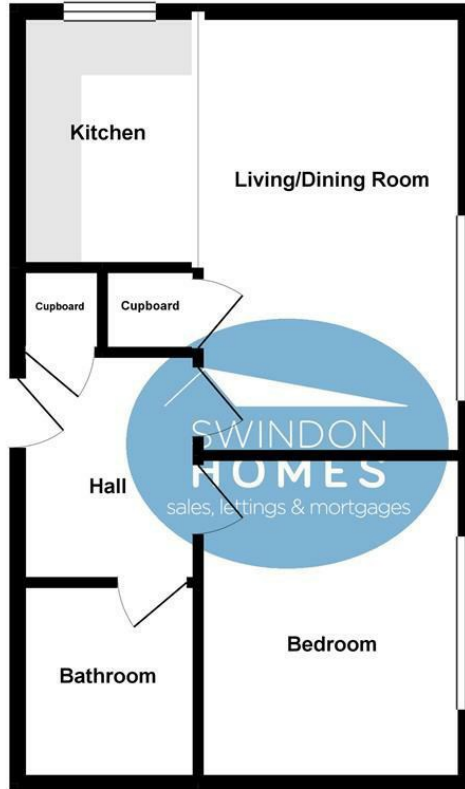 Kitchen
Living/Dining Room
Cupboard
Cupboard
SWINDON
HOMES
sales, lettings & mortgages
Hall
Bedroom
Bathroom